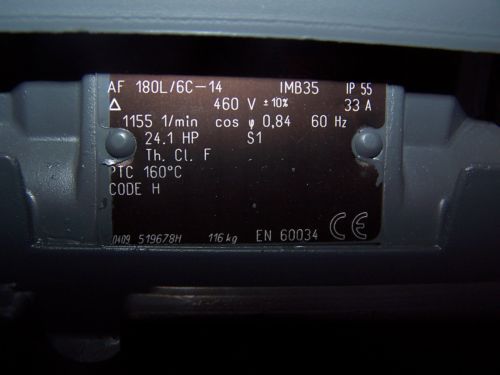 AF 180L/6C-14 IMB35 IP 55
Δ 460 V ±10% 33 A
1155 1/min cos φ 0,84 60 Hz
24.1 HP S1
Th. Cl. F
PTC 160°C
CODE H
0409 519678H 116 kg EN 60034 CE